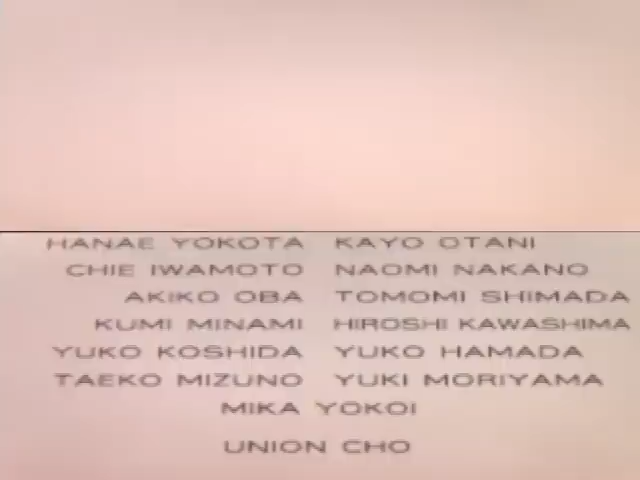 HANAE YOKOTA KAYO OTANI
CHIE IWAMOTO NAOMI NAKANO
AKIKO OBA TOMOMI SHIMADA
KUMI MINAMI HIROSHI KAWASHIMA
YUKO KOSHIDA YUKO HAMADA
TAEKO MIZUNO YUKI MORIYAMA
MIKA YOKOI
UNION CHO